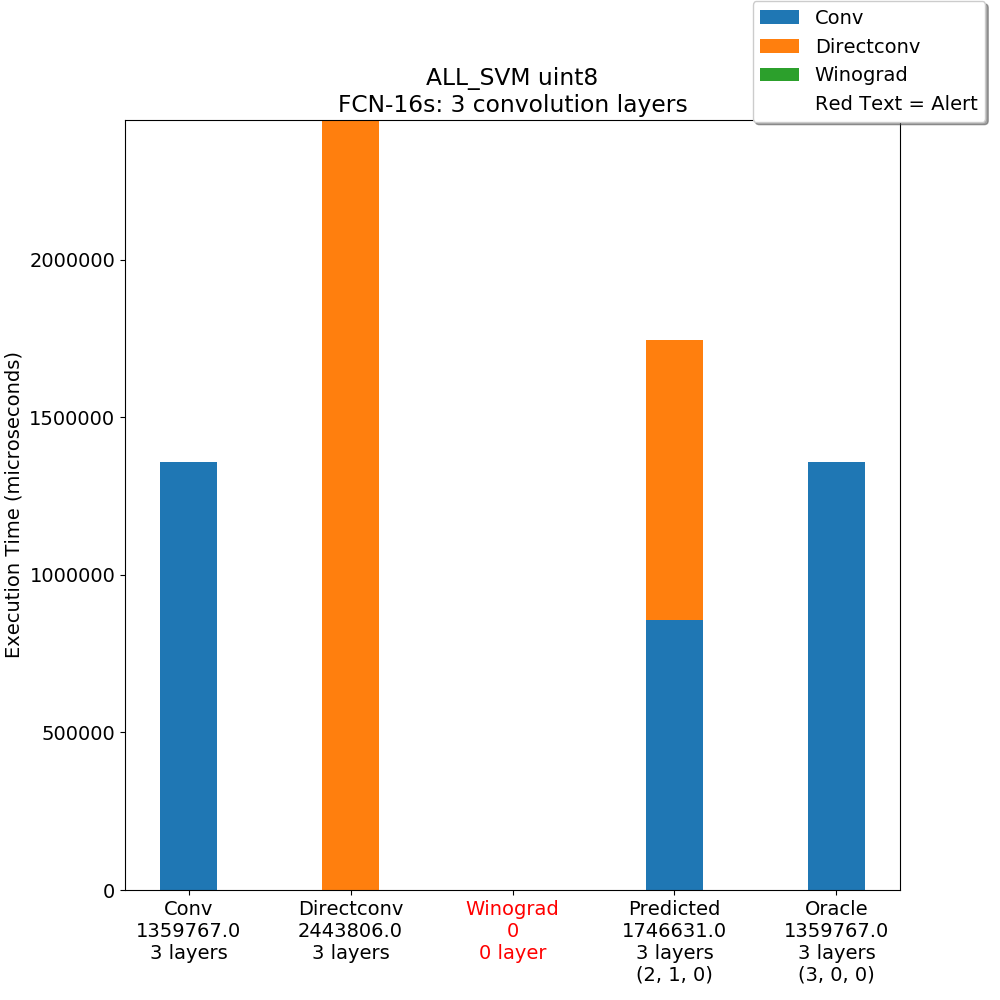 Conv
Directconv
Winograd
Red Text = Alert
ALL_SVM uint8
FCN-16s: 3 convolution layers
Execution Time (microseconds)
2000000
1500000
1000000
500000
0
Conv
1359767.0
3 layers
Directconv
2443806.0
3 layers
Winograd
0
0 layer
Predicted
1746631.0
3 layers
(2, 1, 0)
Oracle
1359767.0
3 layers
(3, 0, 0)